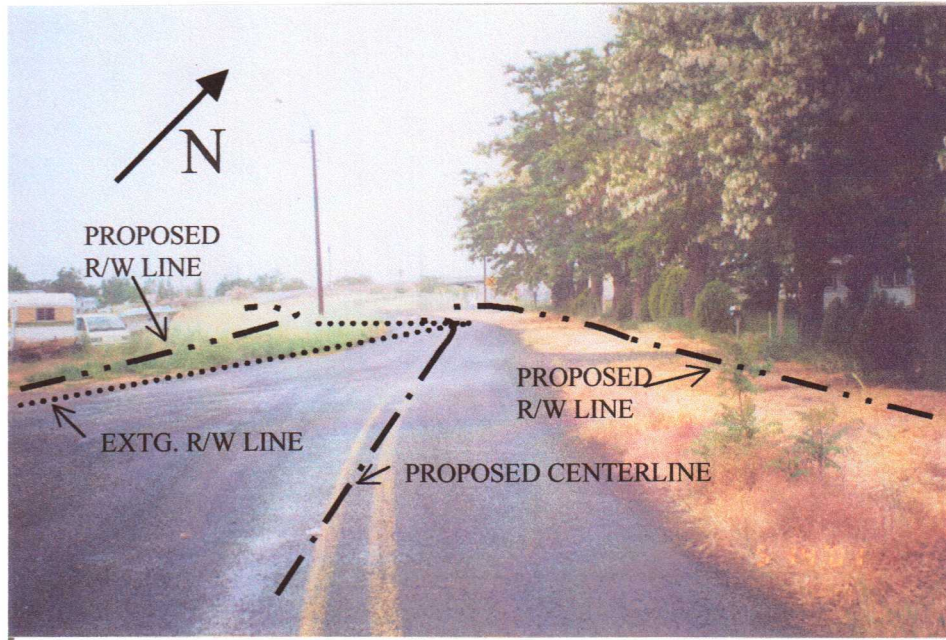 N
PROPOSED
R/W LINE
PROPOSED
R/W LINE
EXTG. R/W LINE
PROPOSED CENTERLINE